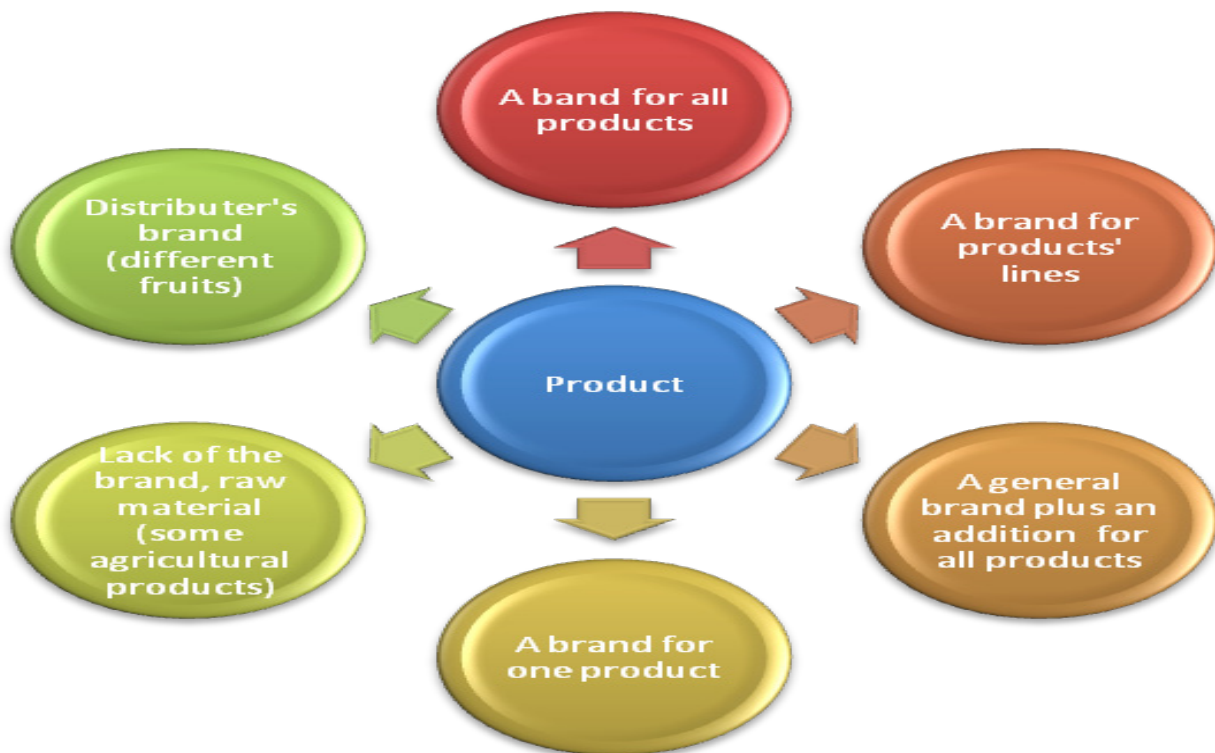 A band for all
products
Distributer's
brand
(different
fruits)
A brand for
products'
lines
Product
Lack of the
brand, raw
material
(some
agricultural
products)
A general
brand plus an
addition for
all products
A brand for
one product